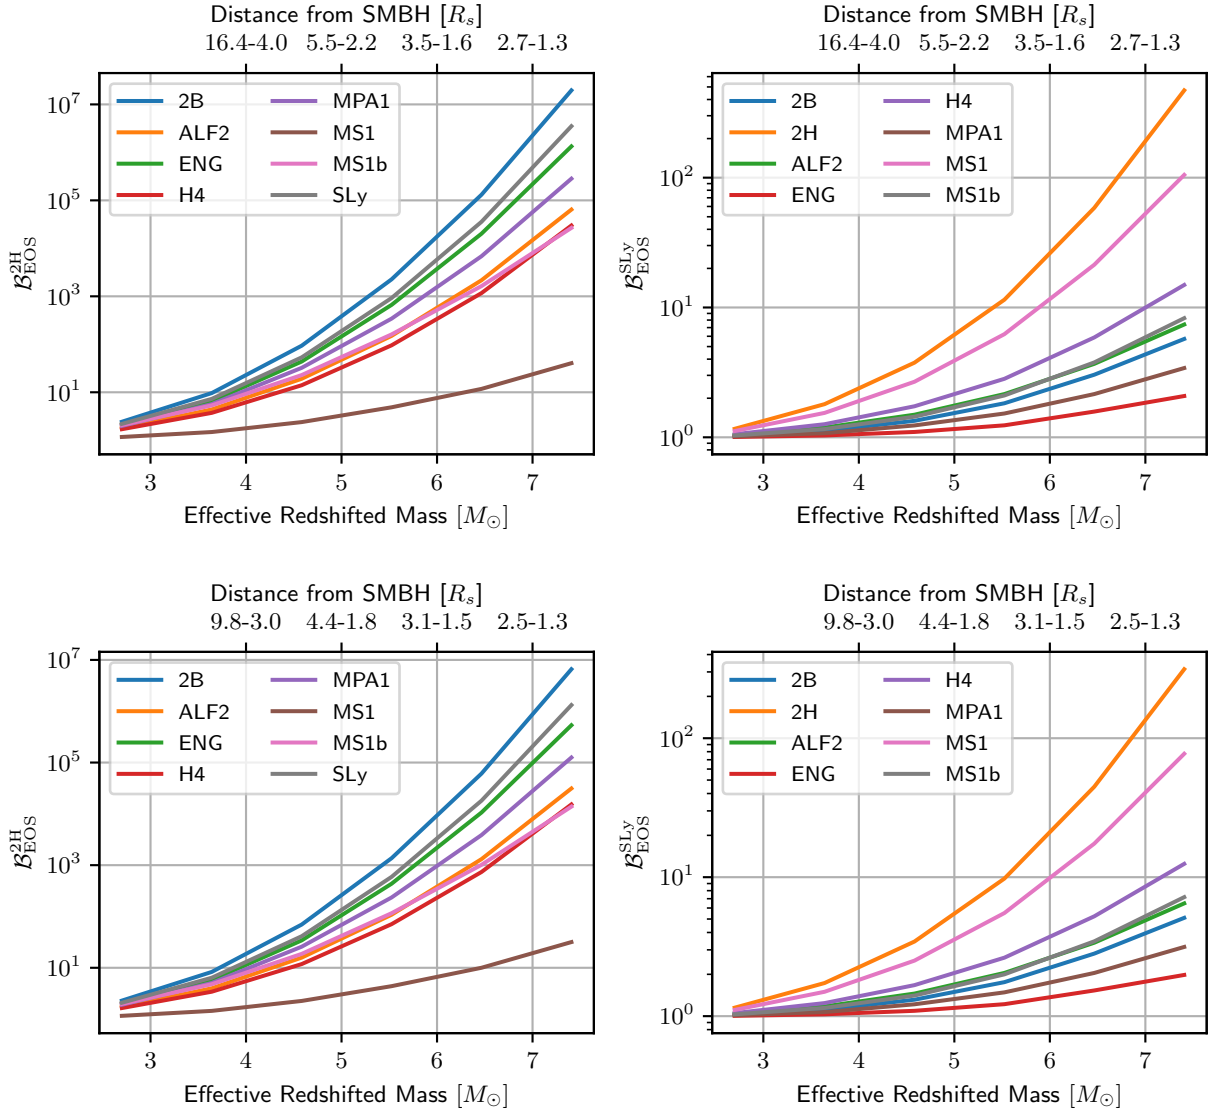 Distance from SMBH [R_s]
16.4-4.0 5.5-2.2 3.5-1.6 2.7-1.3
10^7
10^5
10^3
10^1
B_EOS^2H
2B
ALF2
ENG
H4
MPA1
MS1
MS1b
SLy
3 4 5 6 7
Effective Redshifted Mass [M_⊙]
Distance from SMBH [R_s]
16.4-4.0 5.5-2.2 3.5-1.6 2.7-1.3
10^2
10^1
10^0
B_EOS^SLy
2B
2H
ALF2
ENG
H4
MPA1
MS1
MS1b
3 4 5 6 7
Effective Redshifted Mass [M_⊙]
Distance from SMBH [R_s]
9.8-3.0 4.4-1.8 3.1-1.5 2.5-1.3
10^7
10^5
10^3
10^1
B_EOS^2H
2B
ALF2
ENG
H4
MPA1
MS1
MS1b
SLy
3 4 5 6 7
Effective Redshifted Mass [M_⊙]
Distance from SMBH [R_s]
9.8-3.0 4.4-1.8 3.1-1.5 2.5-1.3
10^2
10^1
10^0
B_EOS^SLy
2B
2H
ALF2
ENG
H4
MPA1
MS1
MS1b
3 4 5 6 7
Effective Redshifted Mass [M_⊙]